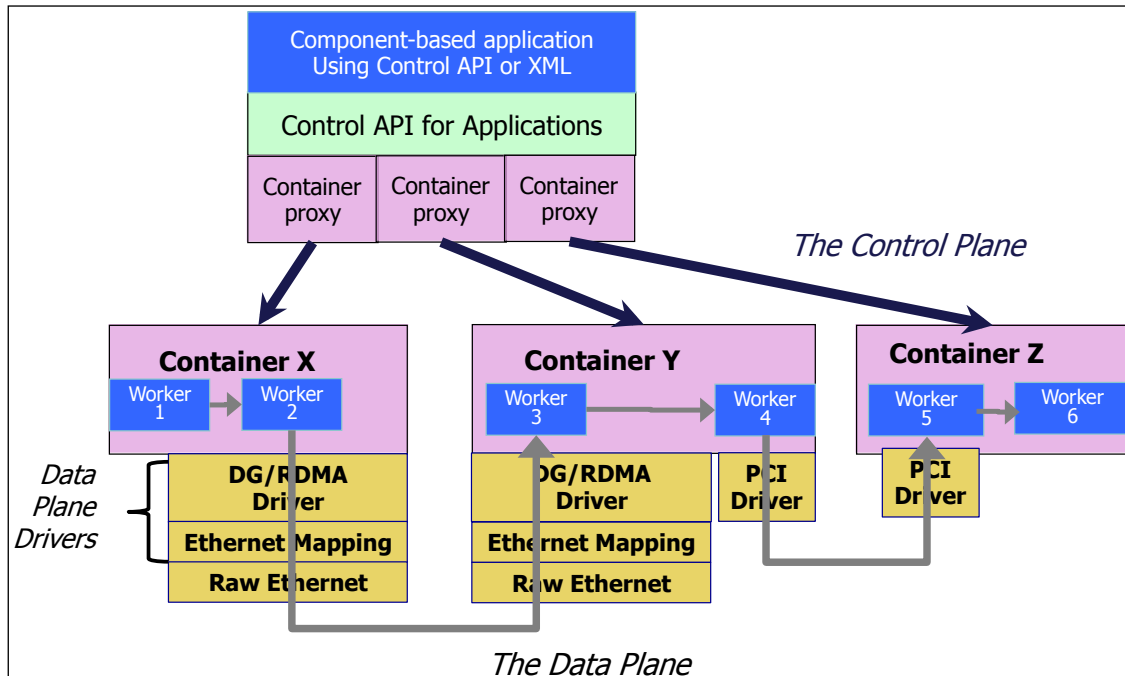 Component-based application
Using Control API or XML
Control API for Applications
Container
proxy
Container
proxy
Container
proxy
The Control Plane
Container X
Worker
1
Worker
2
Container Y
Worker
3
Worker
4
Container Z
Worker
5
Worker
6
Data
Plane
Drivers
DG/RDMA
Driver
Ethernet Mapping
Raw Ethernet
DG/RDMA
Driver
Ethernet Mapping
Raw Ethernet
PCI
Driver
PCI
Driver
The Data Plane